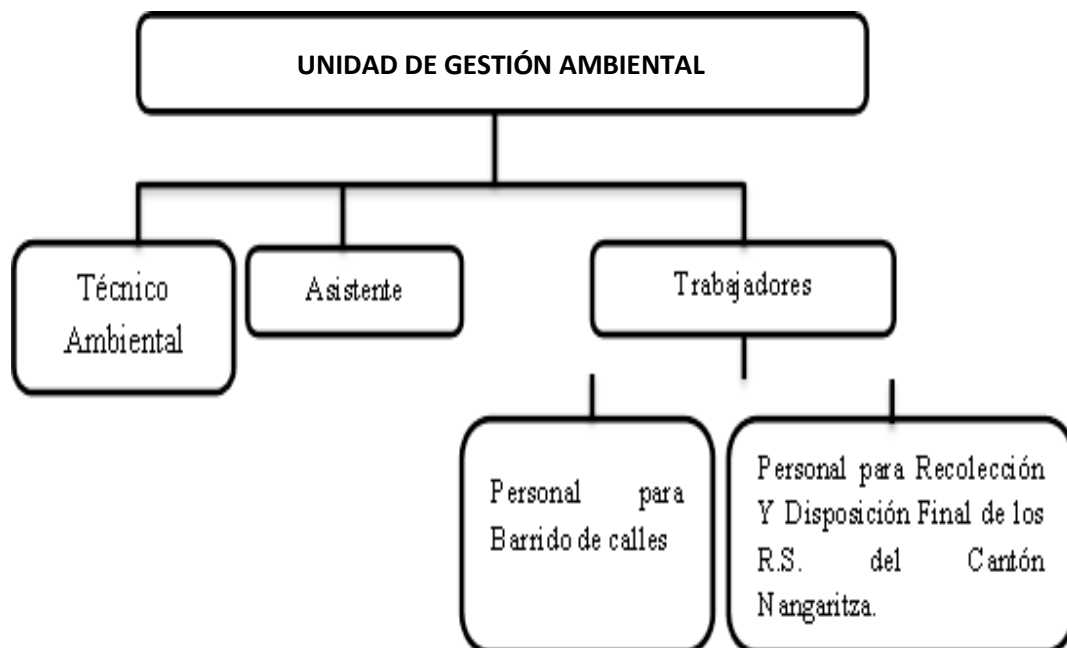 UNIDAD DE GESTIÓN AMBIENTAL
Técnico
Ambiental
Asistente
Trabajadores
Personal para
Barrido de calles
Personal para Recolección
Y Disposición Final de los
R.S. del Cantón
Nangaritza.